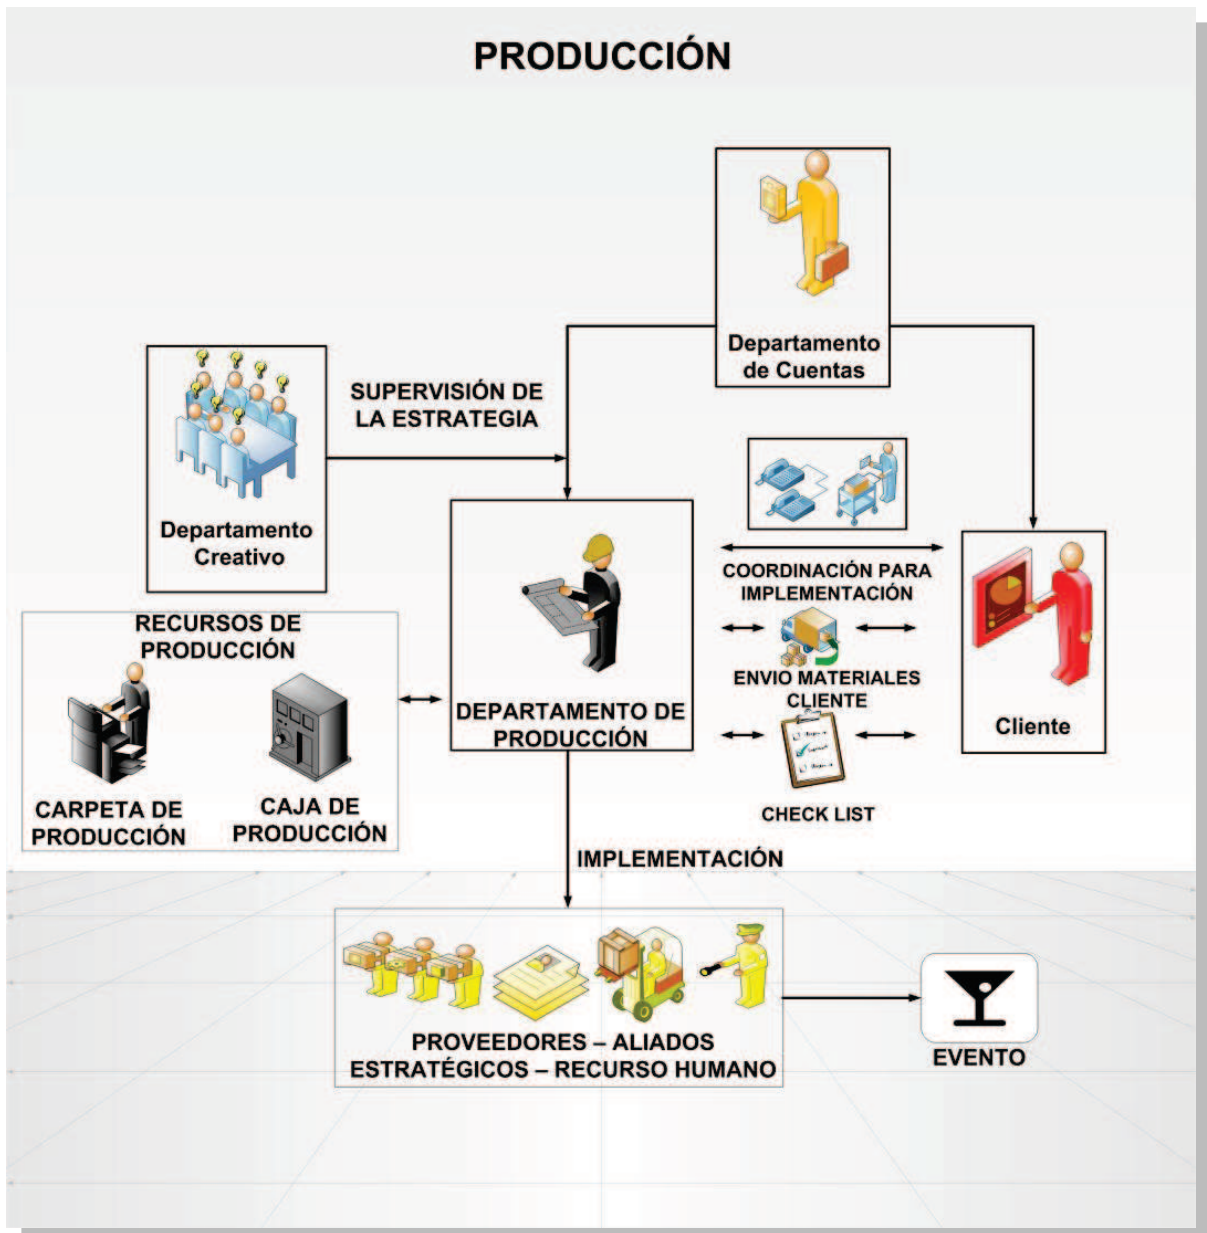 PRODUCCIÓN
Departamento
de Cuentas
SUPERVISIÓN DE
LA ESTRATEGIA
Departamento
Creativo
COORDINACIÓN PARA
IMPLEMENTACIÓN
RECURSOS DE
PRODUCCIÓN
ENVIO MATERIALES
CLIENTE
DEPARTAMENTO DE
PRODUCCIÓN
Cliente
CARPETA DE
PRODUCCIÓN
CAJA DE
PRODUCCIÓN
CHECK LIST
IMPLEMENTACIÓN
PROVEEDORES – ALIADOS
ESTRATÉGICOS – RECURSO HUMANO
EVENTO